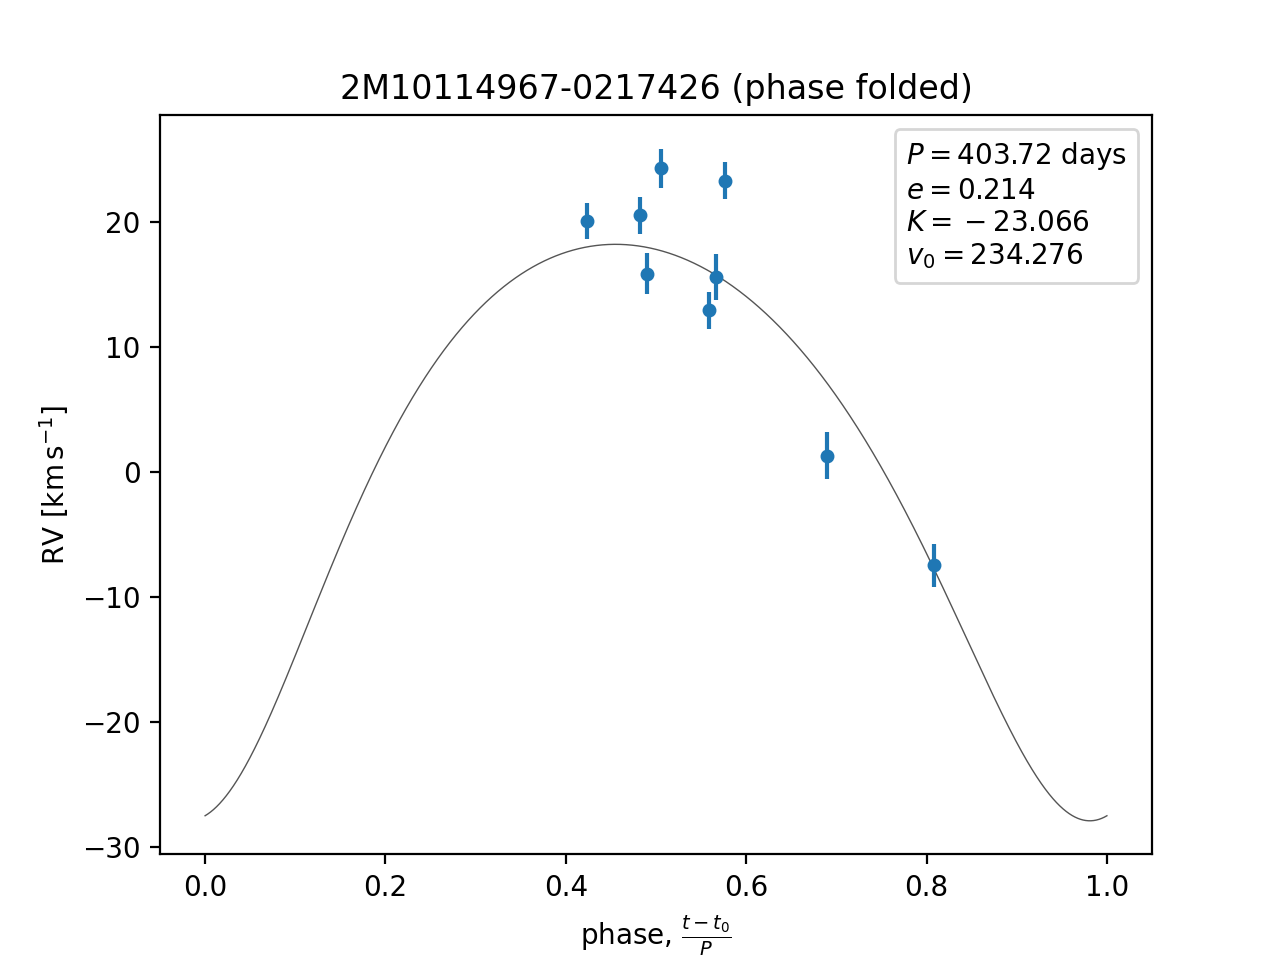 2M10114967-0217426 (phase folded)
P = 403.72 days
e = 0.214
K = −23.066
v₀ = 234.276
20
10
0
−10
−20
−30
RV [km s⁻¹]
0.0 0.2 0.4 0.6 0.8 1.0
phase, (t − t₀)/P